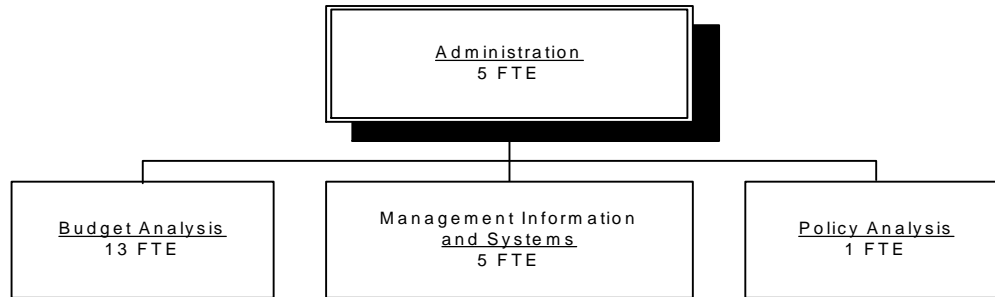 Administration
5 FTE
Budget Analysis
13 FTE
Management Information
and Systems
5 FTE
Policy Analysis
1 FTE